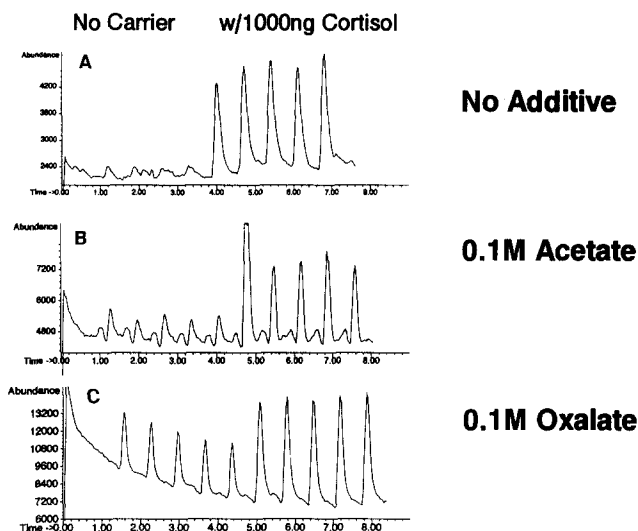 No Carrier w/1000ng Cortisol
Abundance
A
4200
3600
3000
2400
Time -> 0.00 1.00 2.00 3.00 4.00 5.00 6.00 7.00 8.00
No Additive
Abundance
B
7200
6000
4800
Time -> 0.00 1.00 2.00 3.00 4.00 5.00 6.00 7.00 8.00
0.1M Acetate
Abundance
C
13200
12000
10800
9600
8400
7200
6000
Time -> 0.00 1.00 2.00 3.00 4.00 5.00 6.00 7.00 8.00
0.1M Oxalate